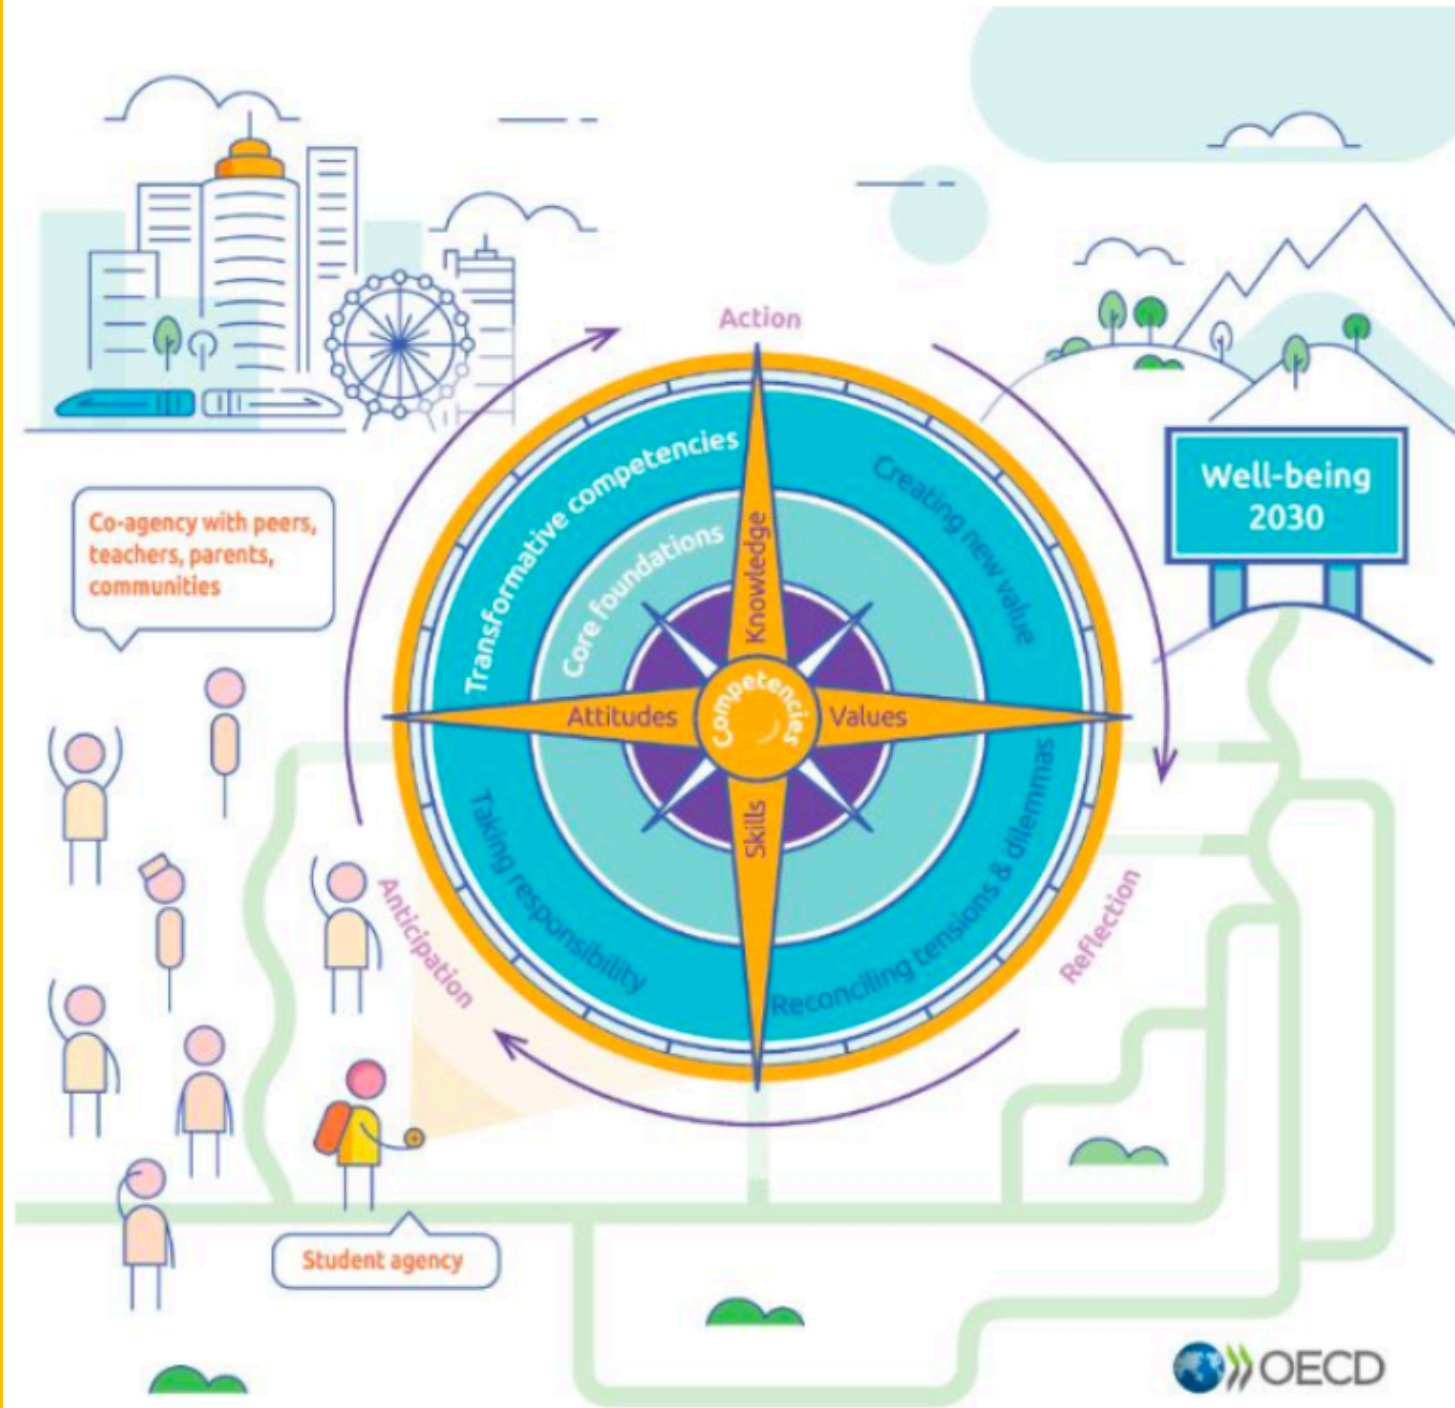 Action
Co-agency with peers,
teachers, parents,
communities
Well-being
2030
Transformative competencies
Creating new value
Core foundations
Knowledge
Attitudes
Competencies
Values
Skills
Taking responsibility
Reconciling tensions & dilemmas
Anticipation
Reflection
Student agency
OECD